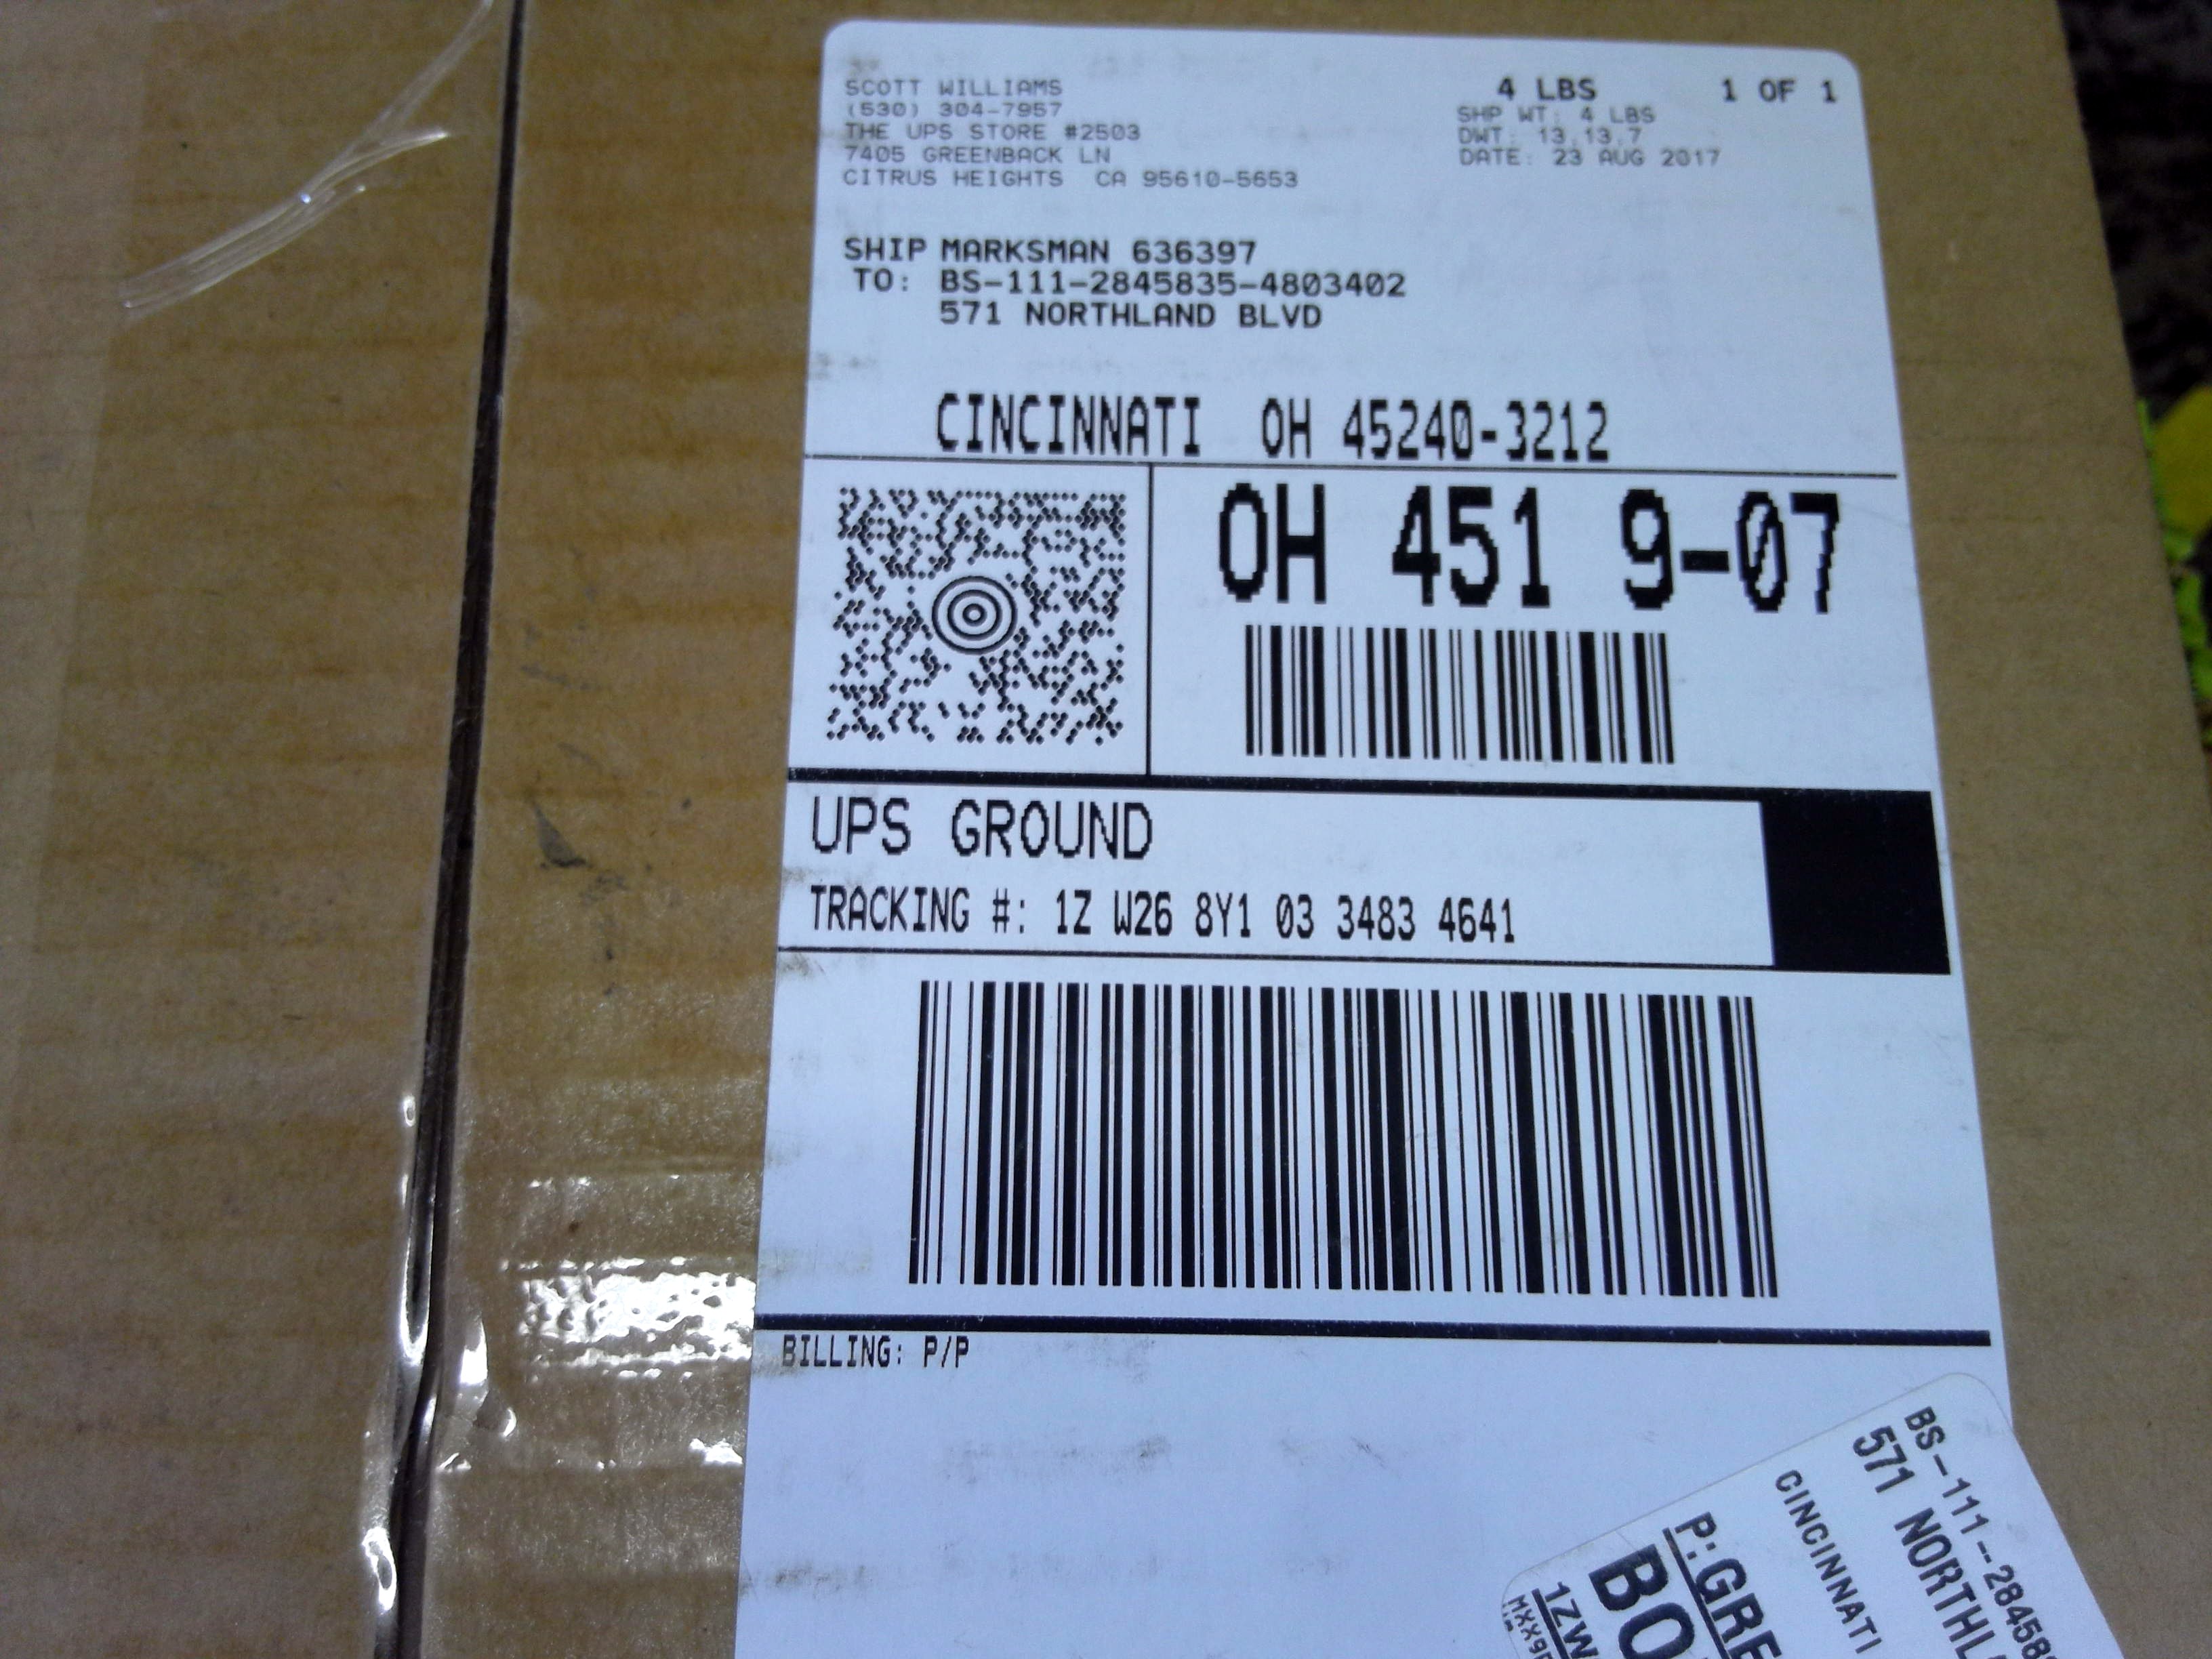 SCOTT WILLIAMS
(530) 304-7957
THE UPS STORE #2503
7405 GREENBACK LN
CITRUS HEIGHTS CA 95610-5653
4 LBS 1 OF 1
SHP WT: 4 LBS
DWT: 13,13,7
DATE: 23 AUG 2017
SHIP MARKSMAN 636397
TO: BS-111-2845835-4803402
571 NORTHLAND BLVD
CINCINNATI OH 45240-3212
OH 451 9-07
UPS GROUND
TRACKING #: 1Z W26 8Y1 03 3483 4641
BILLING: P/P
BS-111-28458
571 NORTHL
CINCINNATI
P:GRE
BO
1ZW